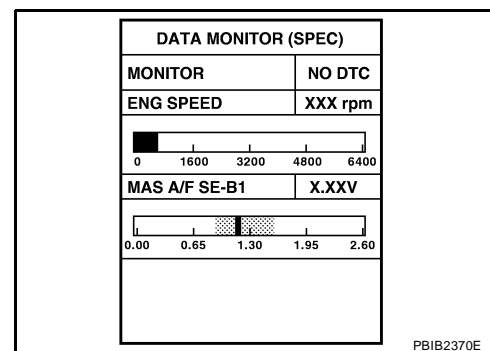 DATA MONITOR (SPEC)
MONITOR NO DTC
ENG SPEED XXX rpm
0 1600 3200 4800 6400
MAS A/F SE-B1 X.XXV
0.00 0.65 1.30 1.95 2.60
PBIB2370E